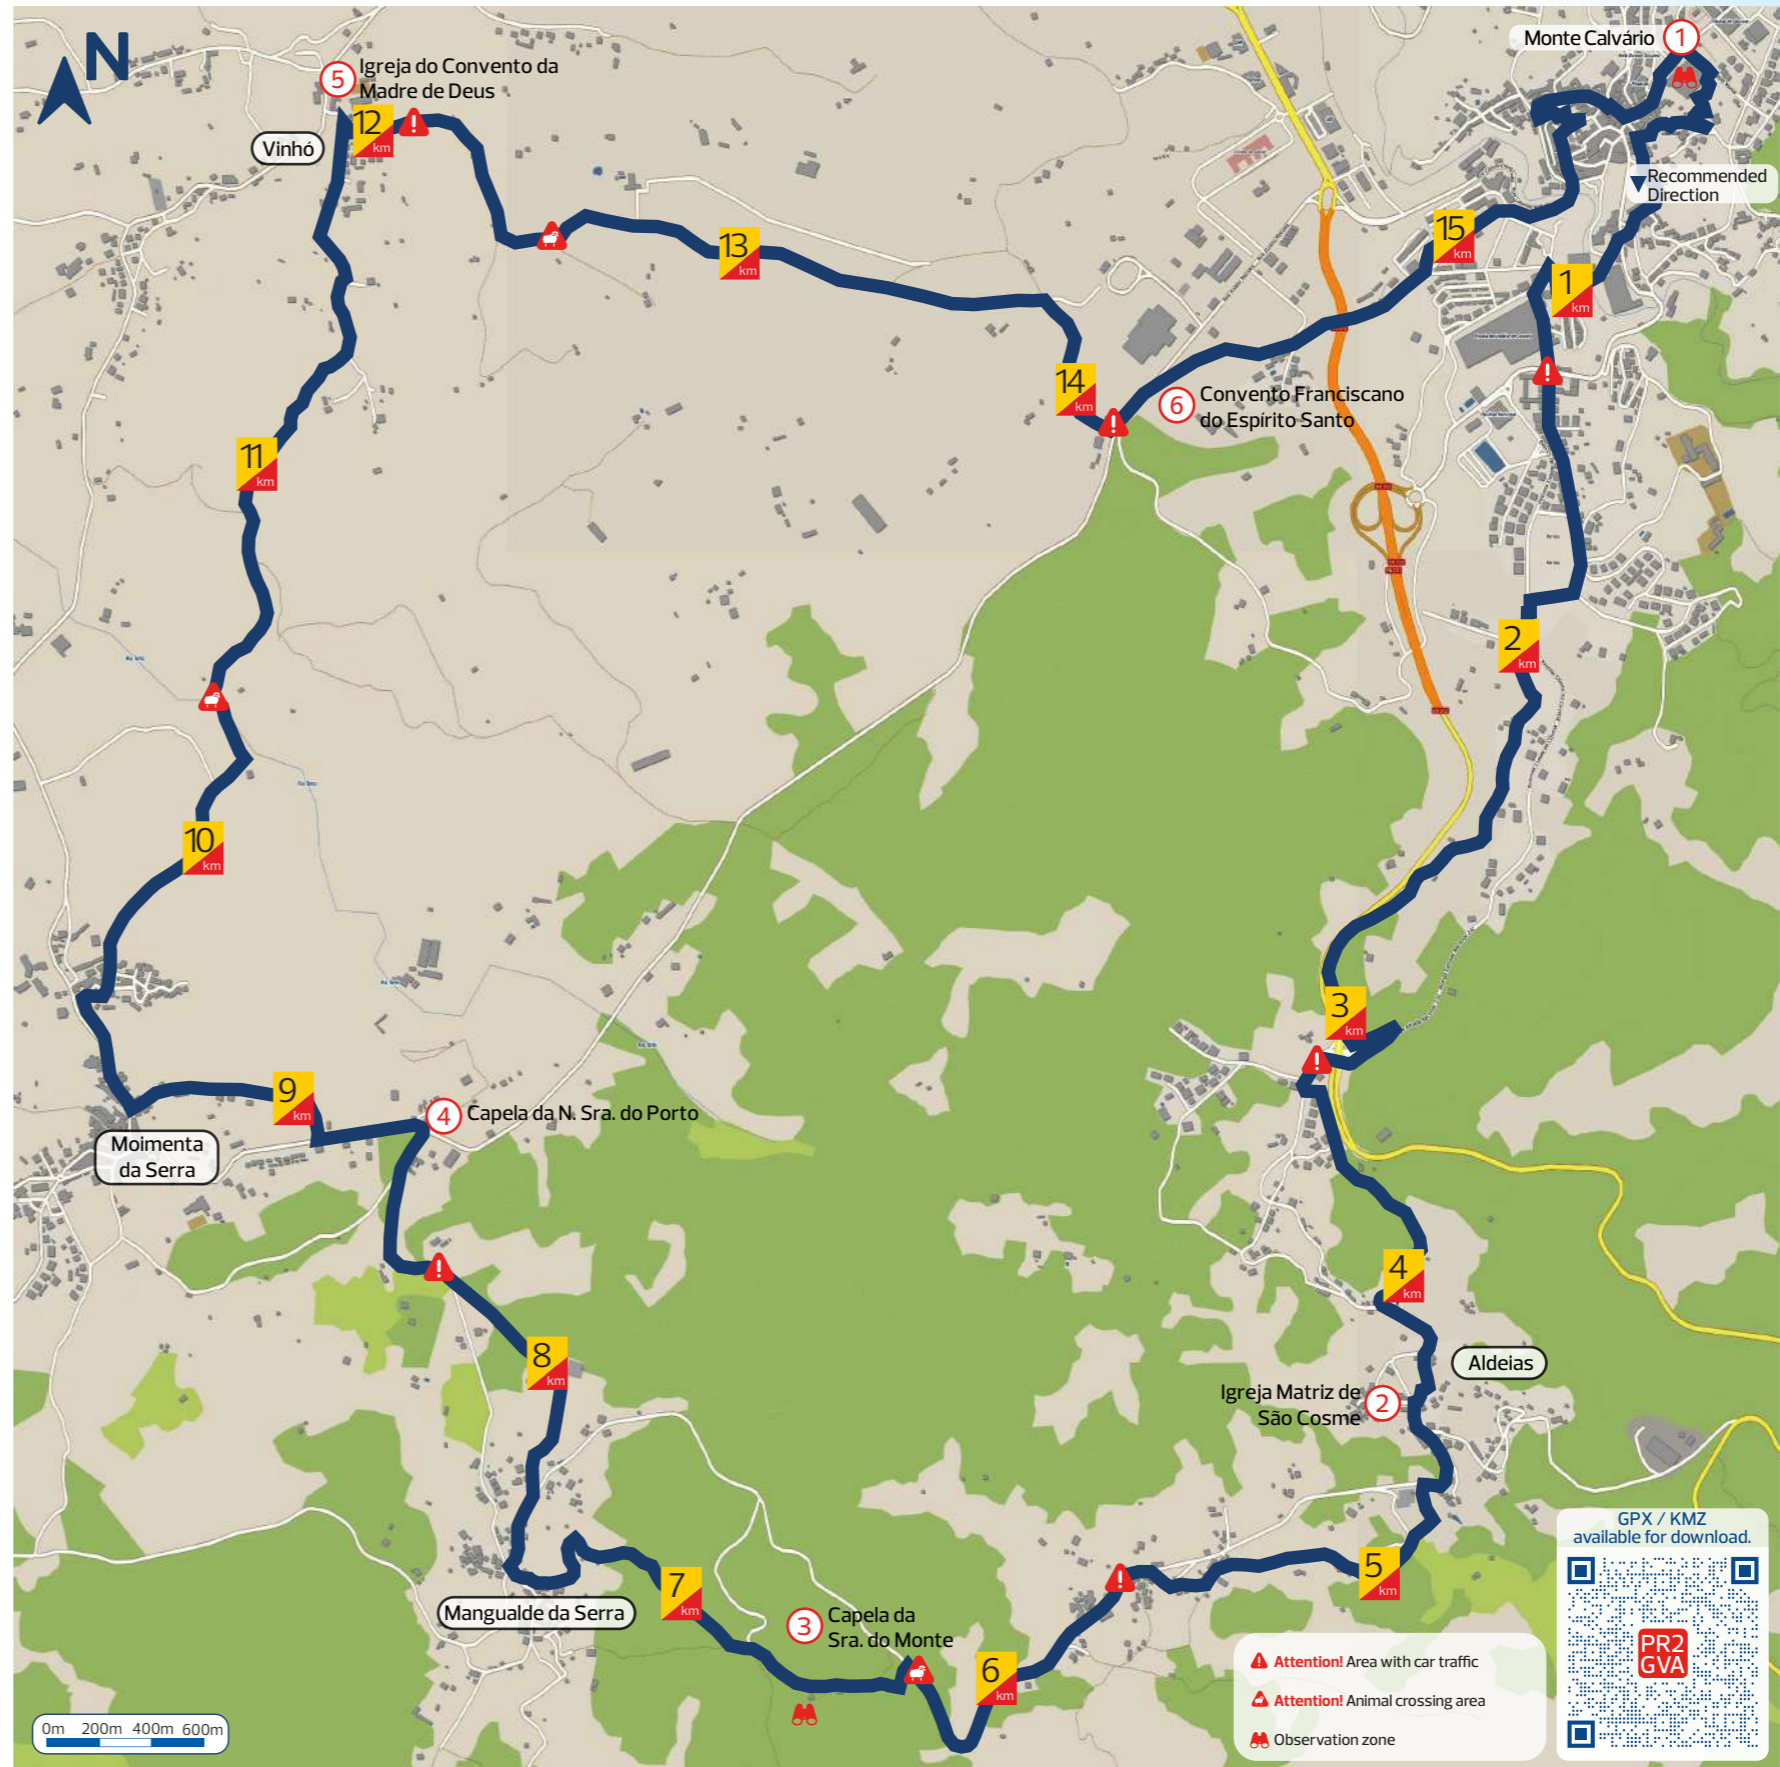 N
Monte Calvário 1
5 Igreja do Convento da
Madre de Deus
12
km
Vinhó
Recommended
Direction
15
km
13
km
1
km
14
km
6 Convento Franciscano
do Espírito Santo
11
km
2
km
10
km
3
km
9
km
4 Capela da N. Sra. do Porto
Moimenta
da Serra
4
km
8
km
Aldeias
Igreja Matriz de
São Cosme
2
GPX / KMZ
available for download.
5
km
7
km
Mangualde da Serra
3 Capela da
Sra. do Monte
6
km
PR2
GVA
Attention! Area with car traffic
Attention! Animal crossing area
Observation zone
0m 200m 400m 600m